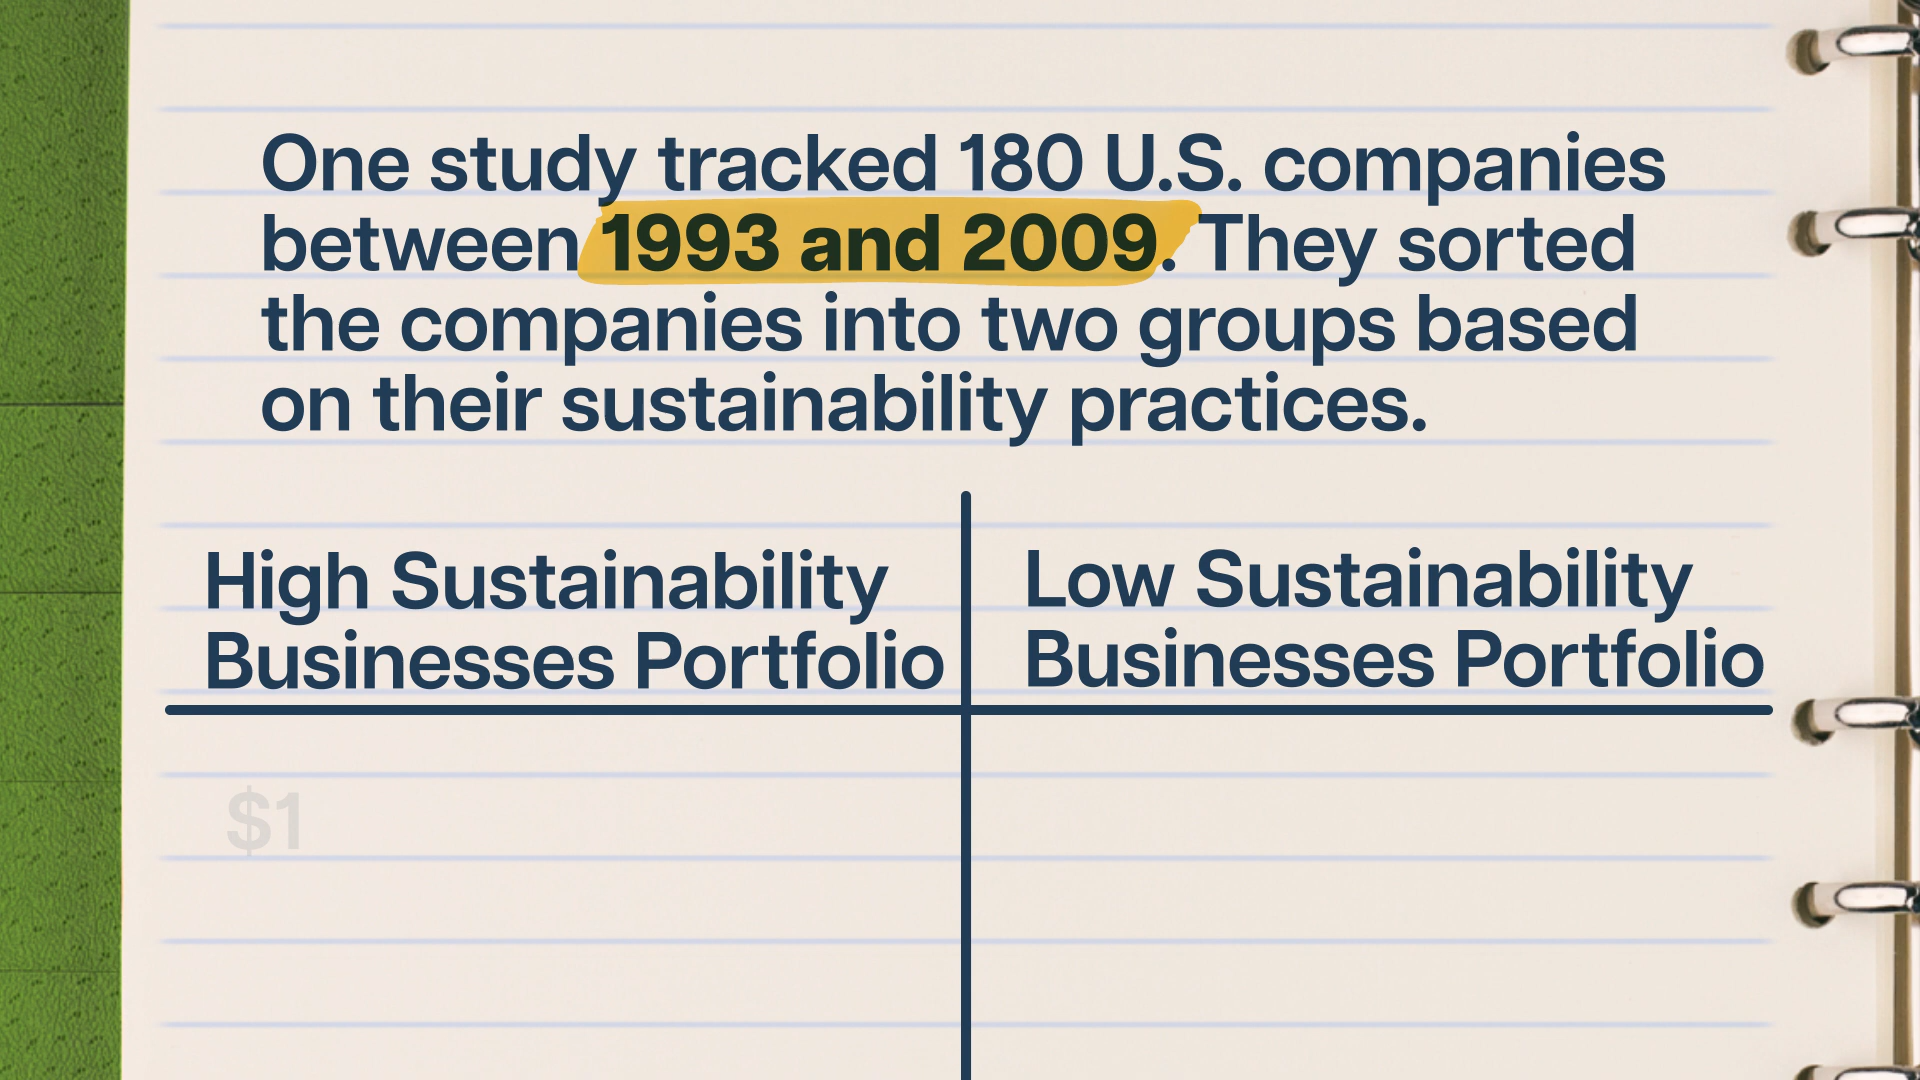 One study tracked 180 U.S. companies
between 1993 and 2009. They sorted
the companies into two groups based
on their sustainability practices.
High Sustainability
Businesses Portfolio
Low Sustainability
Businesses Portfolio
$1